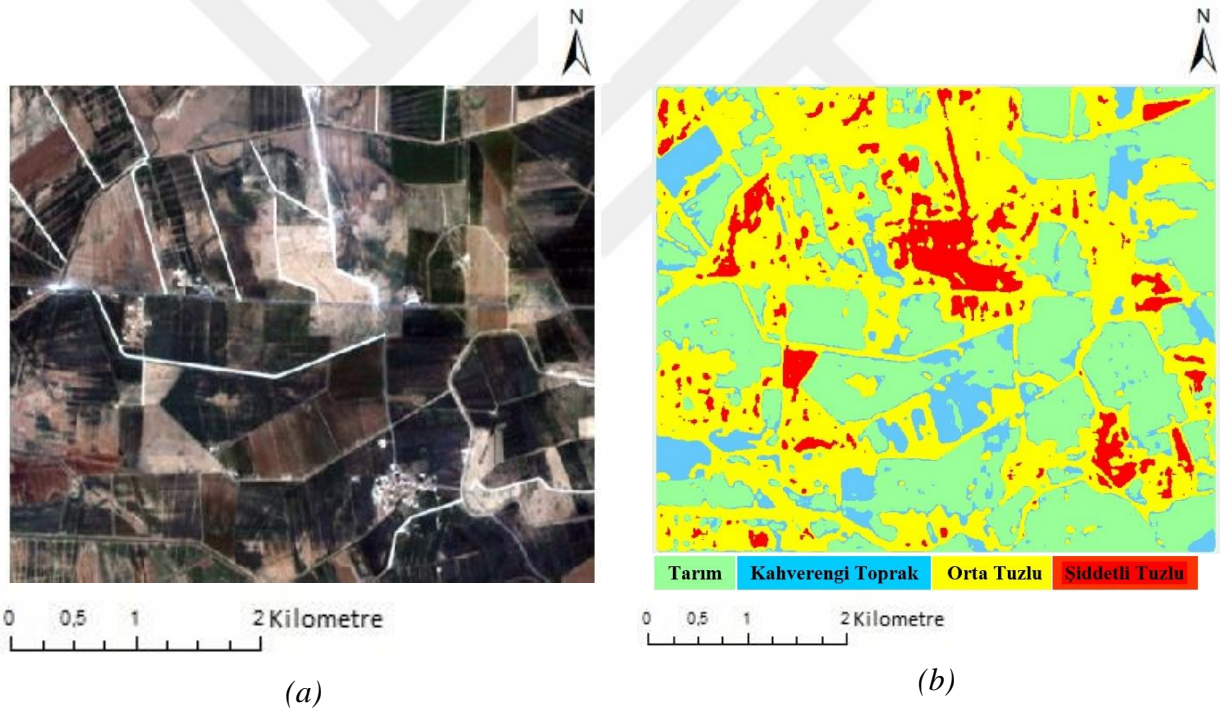 N
N
Tarım Kahverengi Toprak Orta Tuzlu Şiddetli Tuzlu
0 0,5 1 2 Kilometre
0 0,5 1 2 Kilometre
(a)
(b)